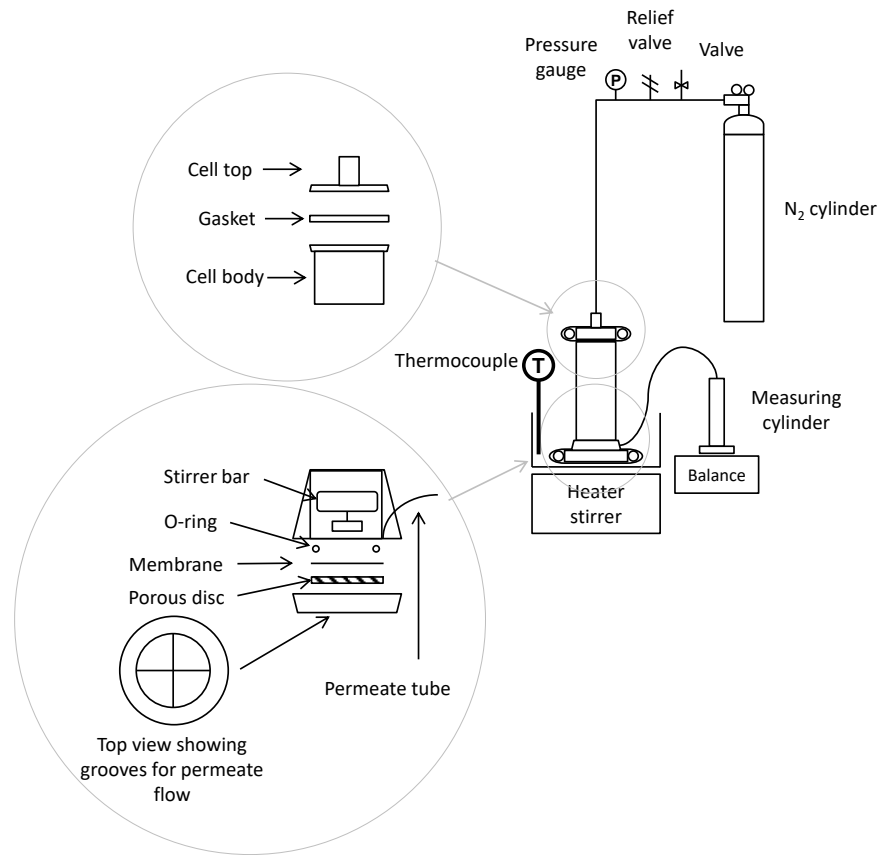 Relief
valve
Pressure
gauge
Valve
P
Cell top
Gasket
Cell body
N₂ cylinder
Thermocouple
T
Measuring
cylinder
Balance
Heater
stirrer
Stirrer bar
O-ring
Membrane
Porous disc
Permeate tube
Top view showing
grooves for permeate
flow